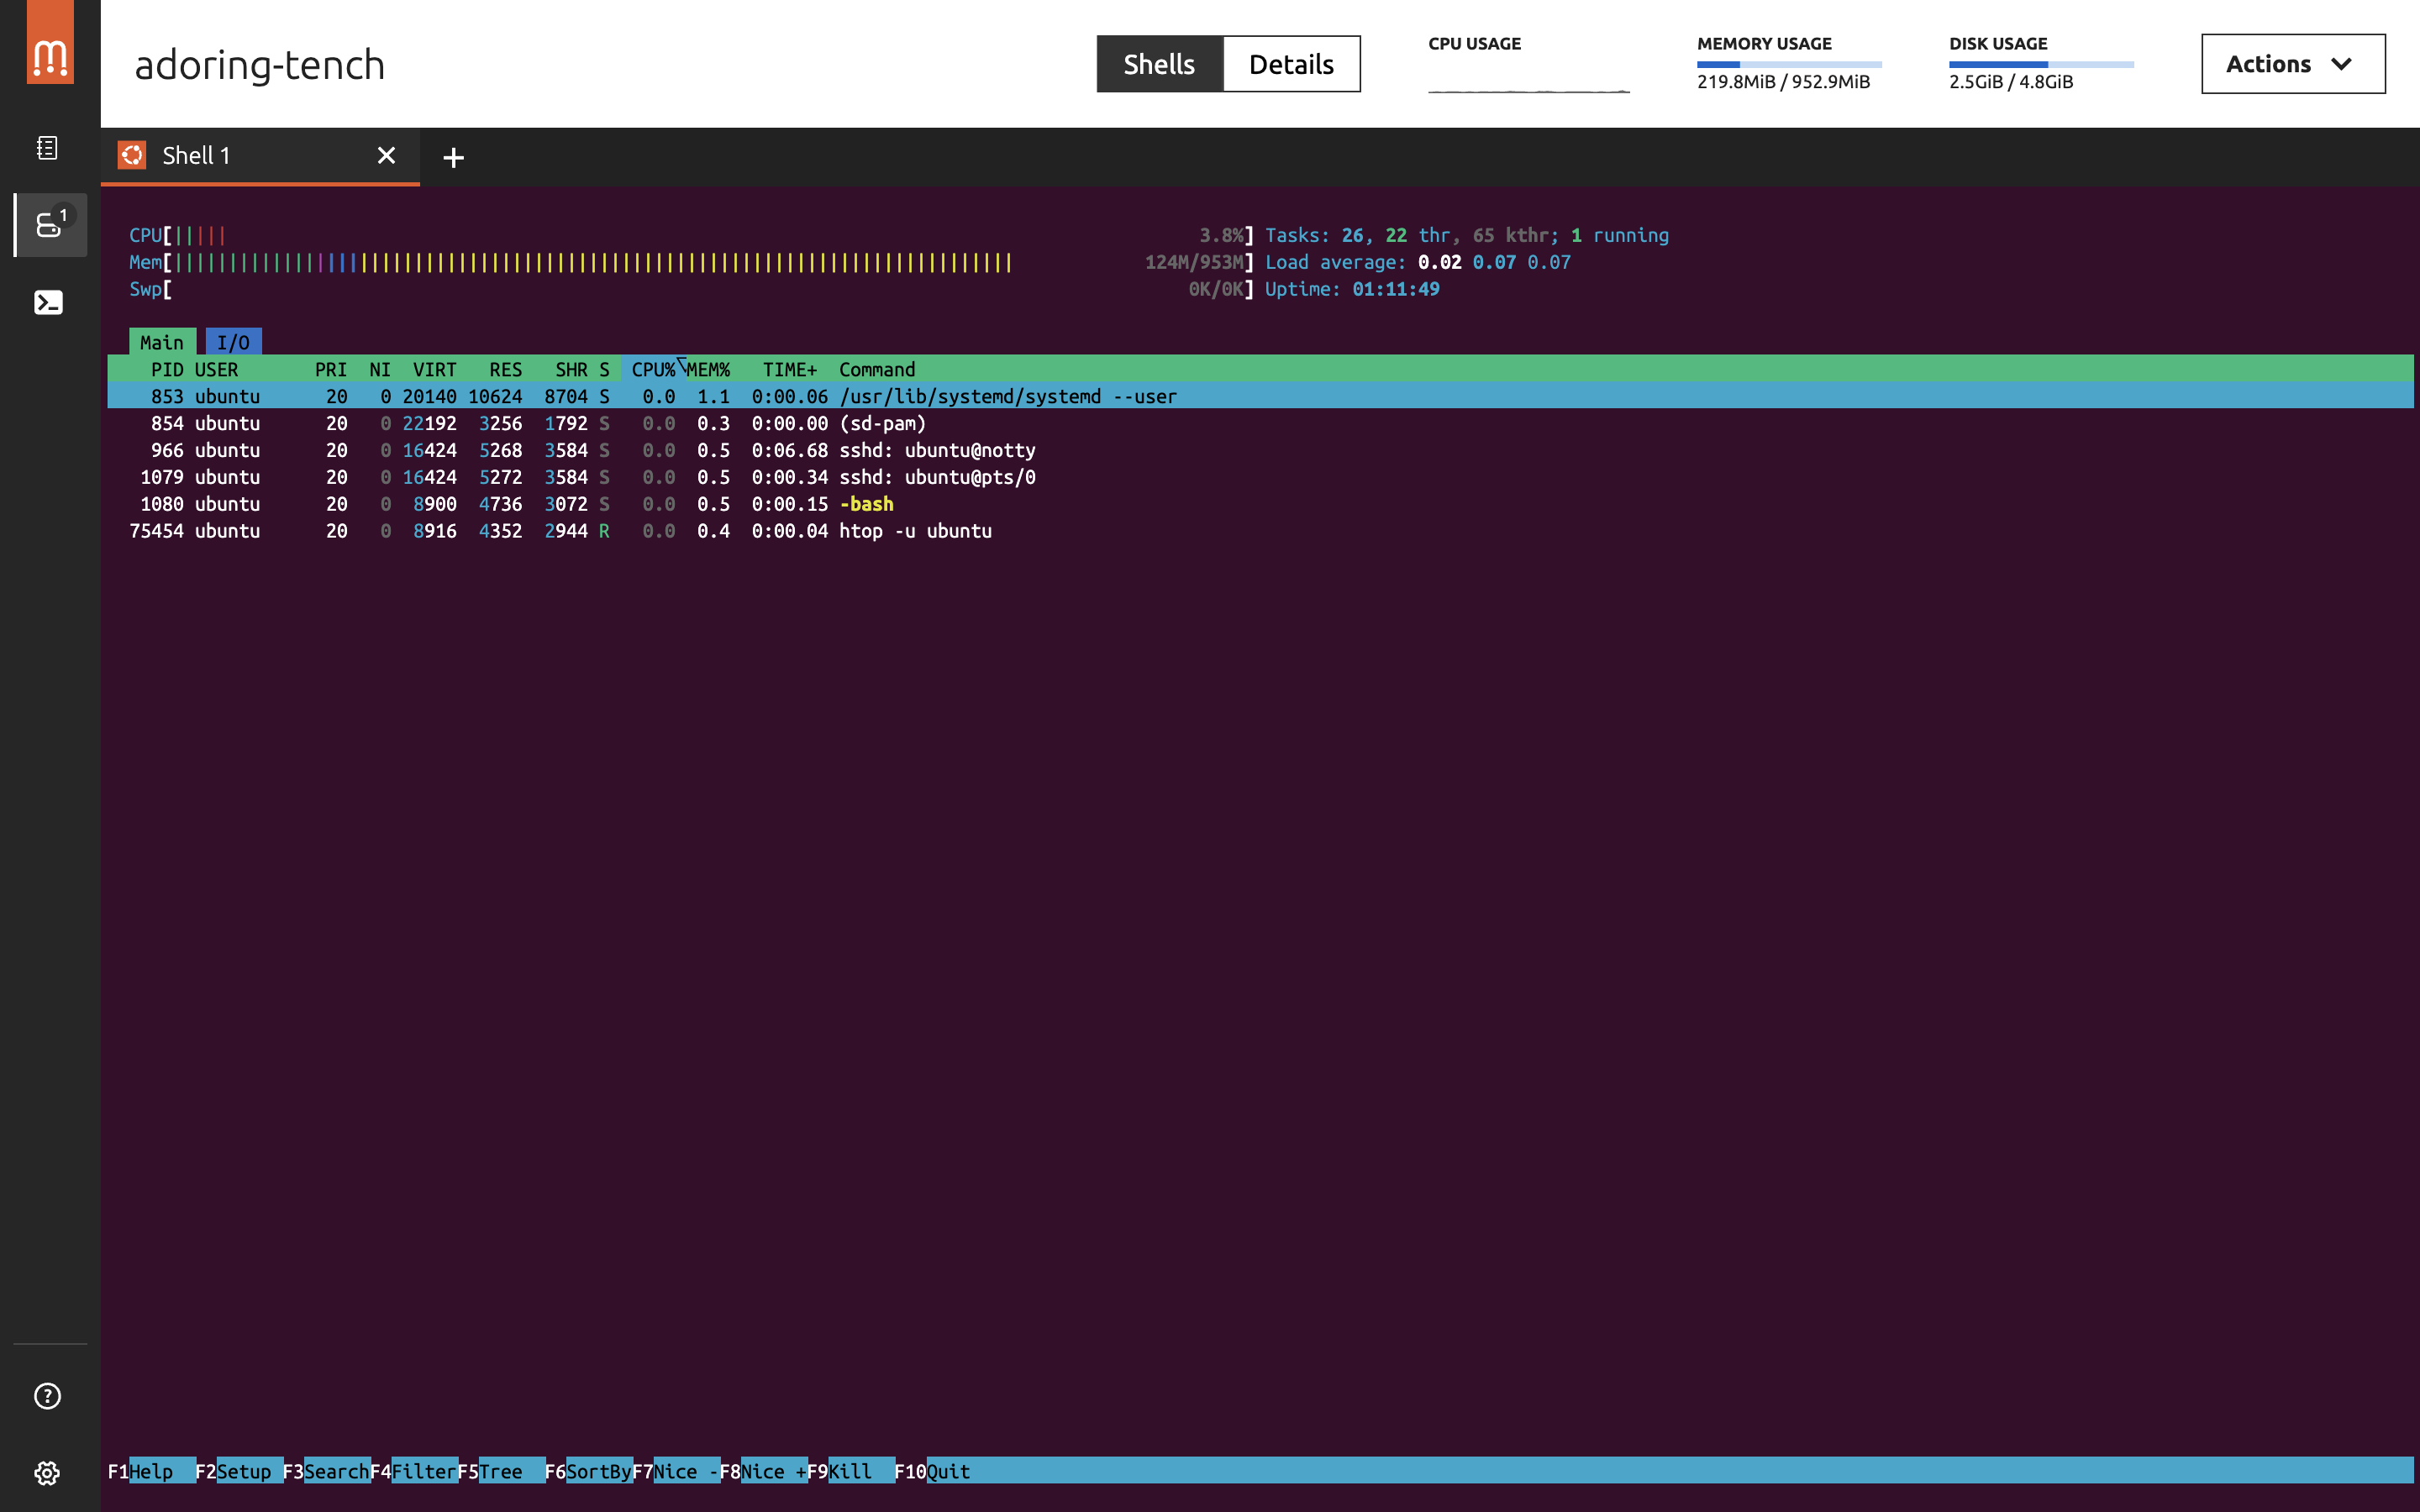 adoring-tench
Shells
Details
CPU USAGE
MEMORY USAGE
219.8MiB / 952.9MiB
DISK USAGE
2.5GiB / 4.8GiB
Actions
1
Shell 1
CPU[||||| 3.8%] Tasks: 26, 22 thr, 65 kthr; 1 running
Mem[||||||||||||||||||||||||||||||||||||||||||||||||||||||||||||||||||||||||||||| 124M/953M] Load average: 0.02 0.07 0.07
Swp[ 0K/0K] Uptime: 01:11:49
Main I/O
PID USER PRI NI VIRT RES SHR S CPU% MEM% TIME+ Command
853 ubuntu 20 0 20140 10624 8704 S 0.0 1.1 0:00.06 /usr/lib/systemd/systemd --user
854 ubuntu 20 0 22192 3256 1792 S 0.0 0.3 0:00.00 (sd-pam)
966 ubuntu 20 0 16424 5268 3584 S 0.0 0.5 0:06.68 sshd: ubuntu@notty
1079 ubuntu 20 0 16424 5272 3584 S 0.0 0.5 0:00.34 sshd: ubuntu@pts/0
1080 ubuntu 20 0 8900 4736 3072 S 0.0 0.5 0:00.15 -bash
75454 ubuntu 20 0 8916 4352 2944 R 0.0 0.4 0:00.04 htop -u ubuntu
F1Help F2Setup F3SearchF4FilterF5Tree F6SortByF7Nice -F8Nice +F9Kill F10Quit